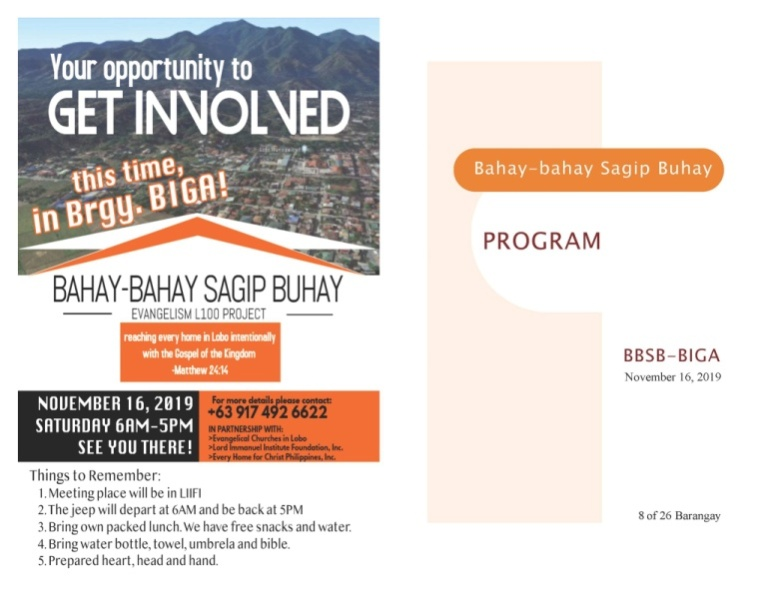 Your opportunity to
GET INVOLVED
this time,
in Brgy. BIGA!
BAHAY-BAHAY SAGIP BUHAY
EVANGELISM L100 PROJECT
reaching every home in Lobo intentionally
with the Gospel of the Kingdom
-Matthew 24:14
NOVEMBER 16, 2019
SATURDAY 6AM-5PM
SEE YOU THERE!
For more details please contact:
+63 917 492 6622
IN PARTNERSHIP WITH:
>Evangelical Churches in Lobo
>Lord Immanuel Institute Foundation, Inc.
>Every Home for Christ Philippines, Inc.
Things to Remember:
1. Meeting place will be in LIIFI
2. The jeep will depart at 6AM and be back at 5PM
3. Bring own packed lunch. We have free snacks and water.
4. Bring water bottle, towel, umbrela and bible.
5. Prepared heart, head and hand.
Bahay-bahay Sagip Buhay
PROGRAM
BBSB-BIGA
November 16, 2019
8 of 26 Barangay